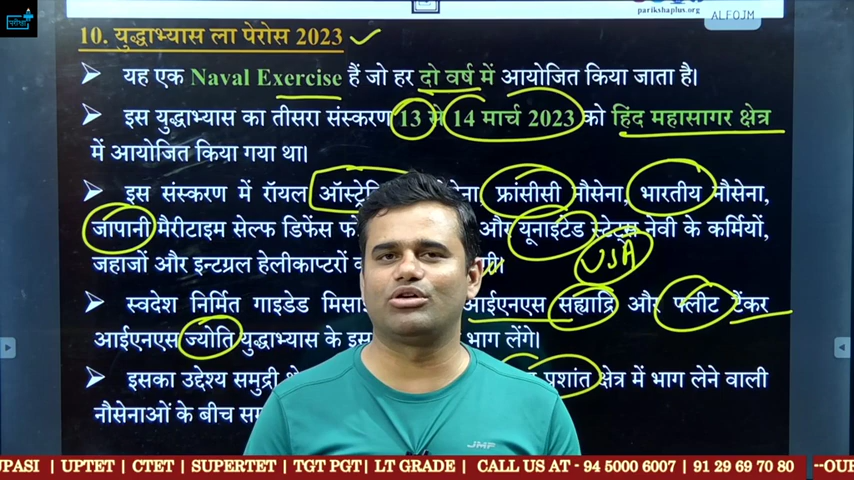 परीक्षा
parikshaplus.org
ALFOJM
10. युद्धाभ्यास ला पेरोस 2023
➤ यह एक Naval Exercise हैं जो हर दो वर्ष में आयोजित किया जाता है।
➤ इस युद्धाभ्यास का तीसरा संस्करण 13 से 14 मार्च 2023 को हिंद महासागर क्षेत्र
में आयोजित किया गया था।
➤ इस संस्करण में रॉयल फ्रांसीसी नौसेना, भारतीय नौसेना,
जापानी मैरीटाइम सेल्फ डिफेंस और यूनाइटेड स्टेट्स नेवी के कर्मियों,
USA
जहाजों और इन्टग्रल हेलीकाप्टरों
➤ स्वदेश निर्मित गाइडेड आईएनएस सह्याद्रि और फ्लीट टैंकर
आईएनएस ज्योति युद्धाभ्यास के भाग लेंगे।
➤ इसका उद्देश्य समुद्री प्रशांत क्षेत्र में भाग लेने वाली
नौसेनाओं के बीच
JMP
UPASI | UPTET | CTET | SUPERTET | TGT PGT| LT GRADE | CALL US AT - 94 5000 6007 | 91 29 69 70 80 --OUR